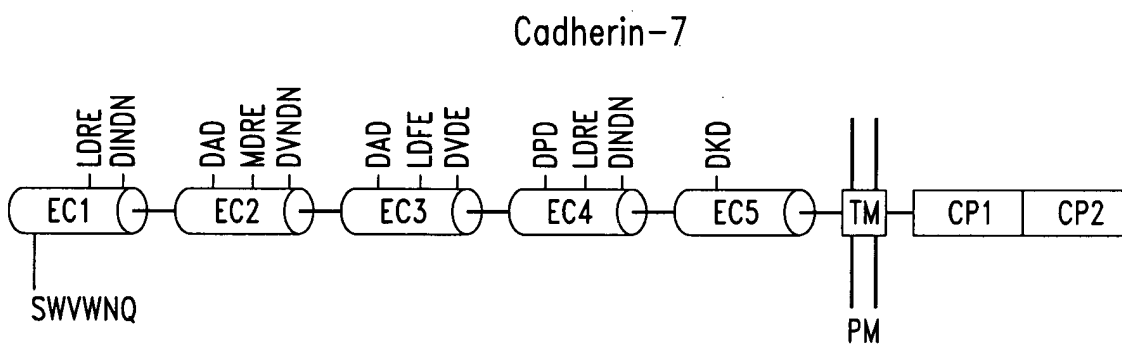 Cadherin-7
LDRE
DINDN
DAD
MDRE
DVNDN
DAD
LDFE
DVDE
DPD
LDRE
DINDN
DKD
EC1
EC2
EC3
EC4
EC5
TM
CP1
CP2
SWVWNQ
PM